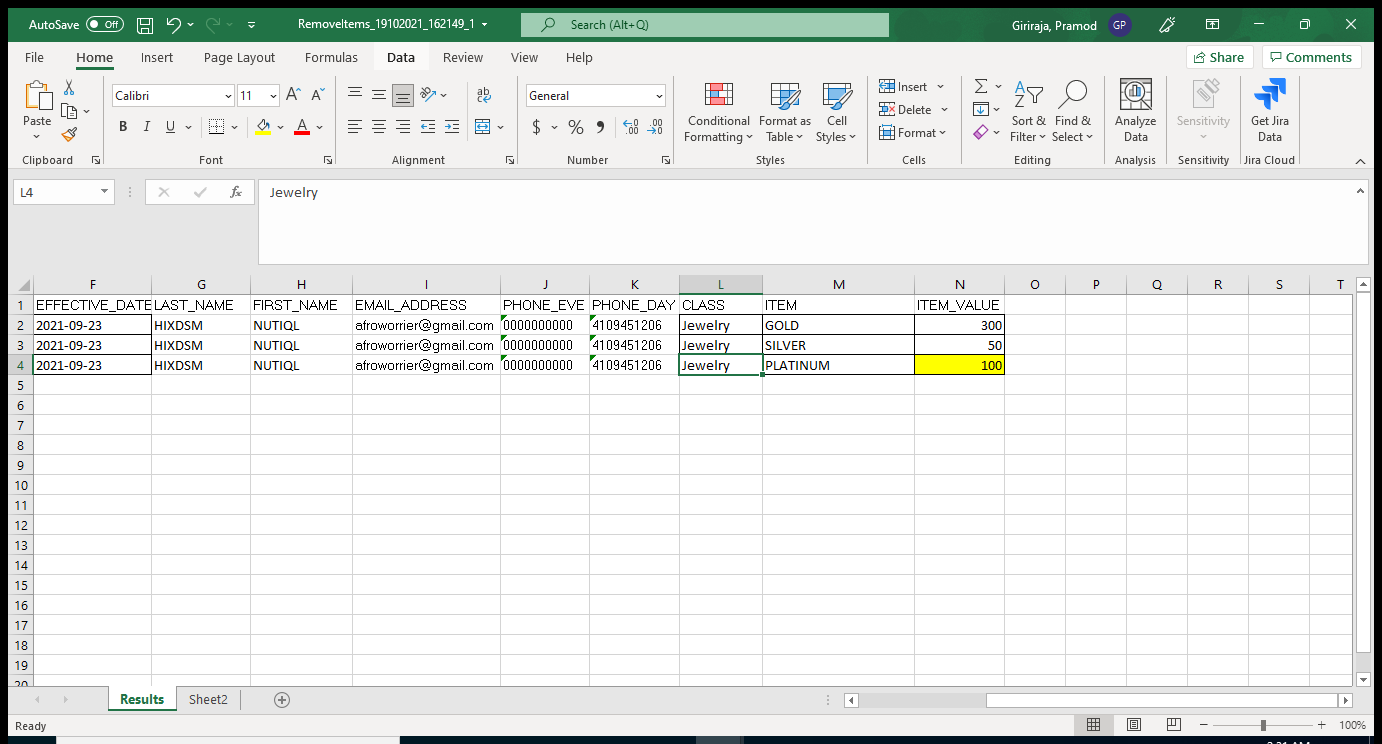 AutoSave Off RemoveItems_19102021_162149_1 Search (Alt+Q) Giriraja, Pramod GP
File Home Insert Page Layout Formulas Data Review View Help Share Comments
Paste
Clipboard
Calibri 11
B I U
Font
ab
Alignment
General
$ % 9
Number
Conditional Formatting
Format as Table
Cell Styles
Styles
Insert
Delete
Format
Cells
Sort & Filter
Find & Select
Editing
Analyze Data
Analysis
Sensitivity
Sensitivity
Get Jira Data
Jira Cloud
L4 fx Jewelry
F G H I J K L M N O P Q R S T
1 EFFECTIVE_DATE LAST_NAME FIRST_NAME EMAIL_ADDRESS PHONE_EVE PHONE_DAY CLASS ITEM ITEM_VALUE
2 2021-09-23 HIXDSM NUTIQL afroworrier@gmail.com 0000000000 4109451206 Jewelry GOLD 300
3 2021-09-23 HIXDSM NUTIQL afroworrier@gmail.com 0000000000 4109451206 Jewelry SILVER 50
4 2021-09-23 HIXDSM NUTIQL afroworrier@gmail.com 0000000000 4109451206 Jewelry PLATINUM 100
5
6
7
8
9
10
11
12
13
14
15
16
17
18
19
20
Results Sheet2
Ready 100%